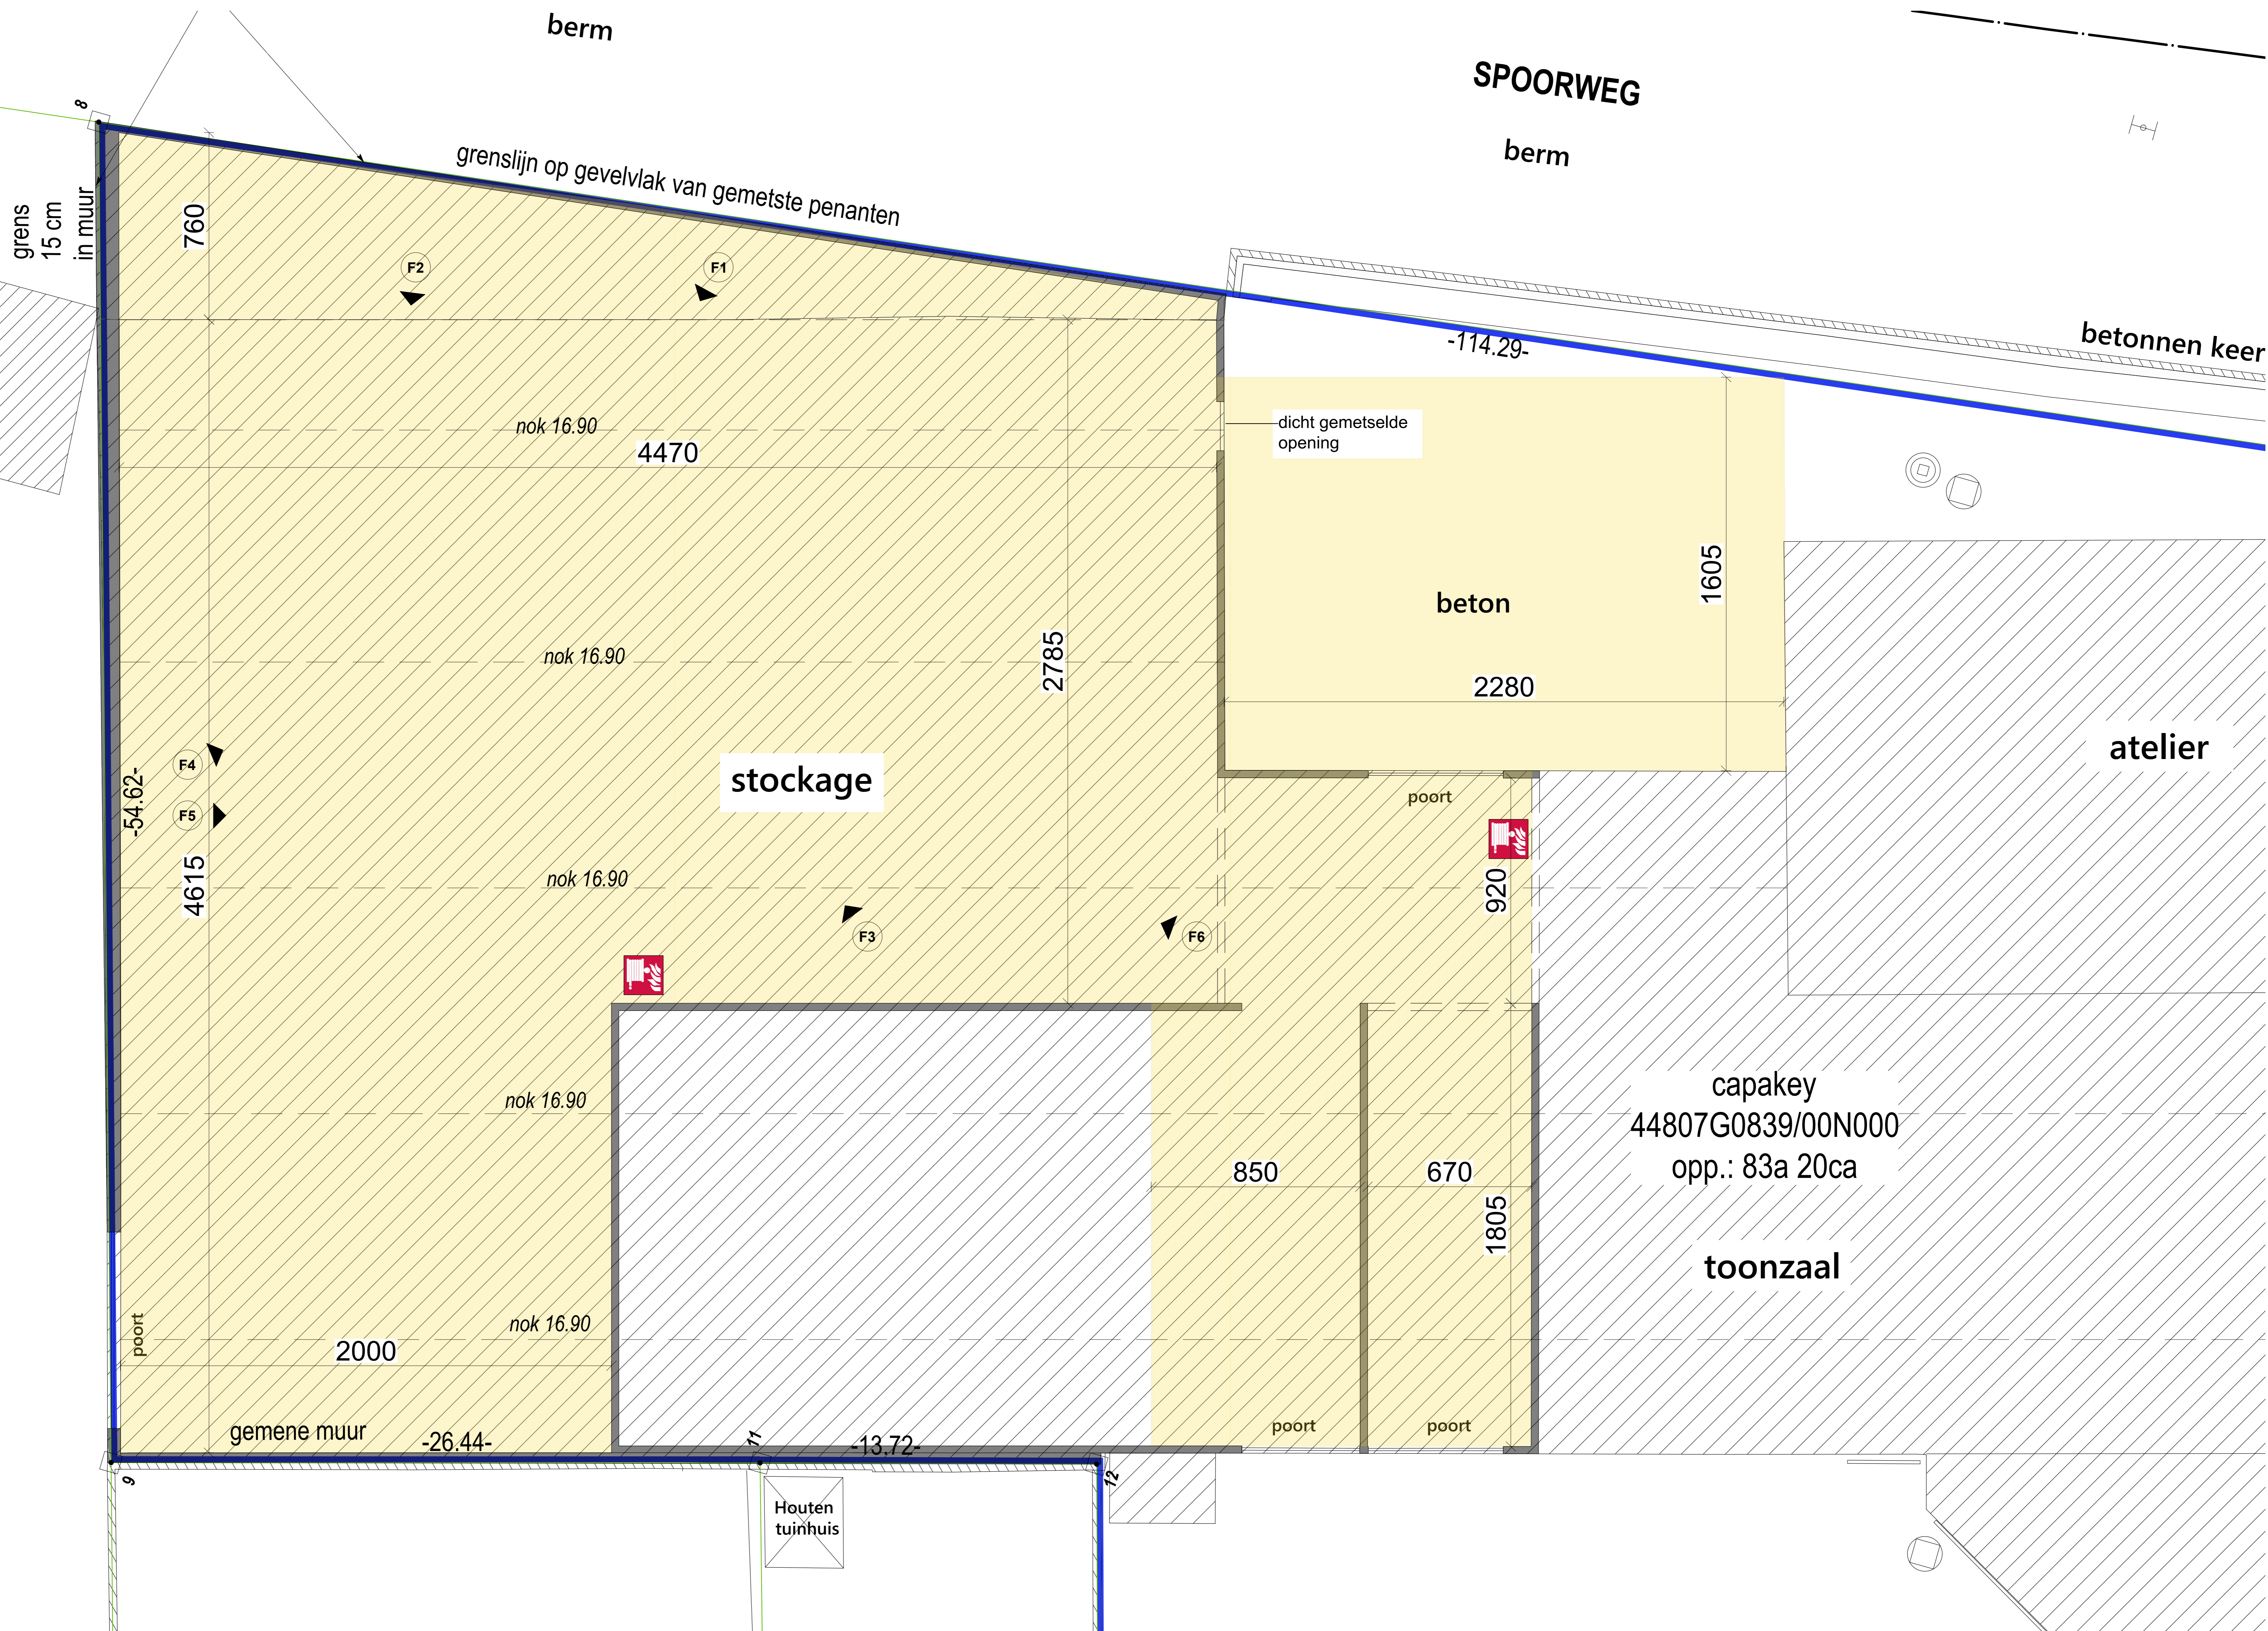 berm
SPOORWEG
berm
8
grenslijn op gevelvlak van gemetste penanten
grens
15 cm
in muur
760
F2
F1
-114.29-
betonnen keer
nok 16.90
4470
dicht gemetselde
opening
1605
beton
nok 16.90
2785
2280
stockage
atelier
F4
-54.62-
F5
poort
4615
nok 16.90
920
F3
F6
capakey
44807G0839/00N000
opp.: 83a 20ca
nok 16.90
850
670
1805
toonzaal
poort
nok 16.90
2000
gemene muur
-26.44-
11
-13.72-
poort
poort
9
12
Houten
tuinhuis